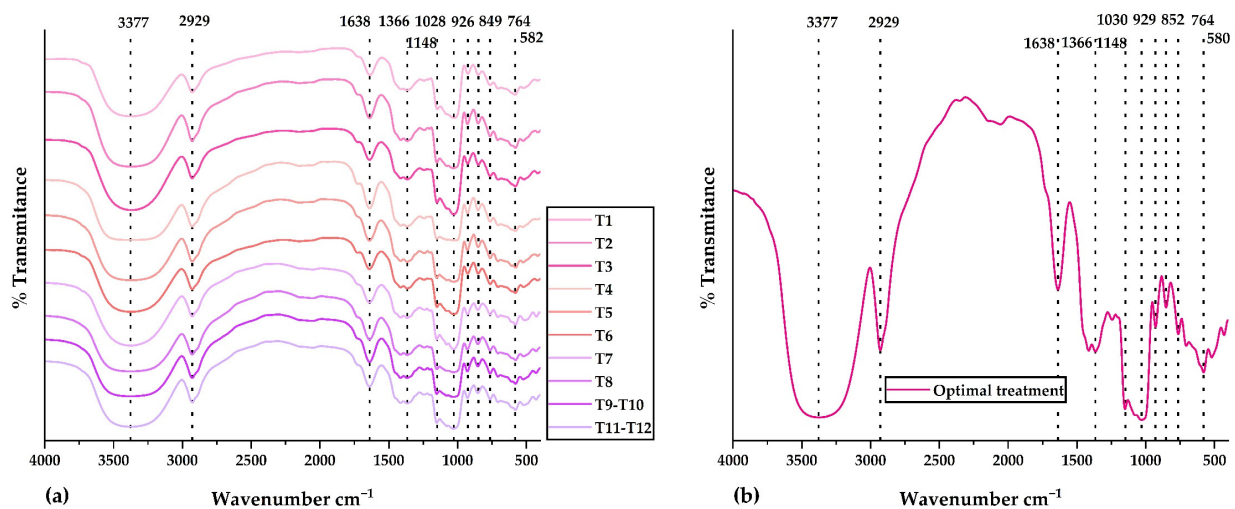 3377 2929 1638 1366 1028 926 849 764
1148 582
% Transmitance
T1
T2
T3
T4
T5
T6
T7
T8
T9-T10
T11-T12
4000 3500 3000 2500 2000 1500 1000 500
(a) Wavenumber cm⁻¹
3377 2929 1030 929 852 764
1638 1366 1148 580
% Transmitance
Optimal treatment
4000 3500 3000 2500 2000 1500 1000 500
(b) Wavenumber cm⁻¹